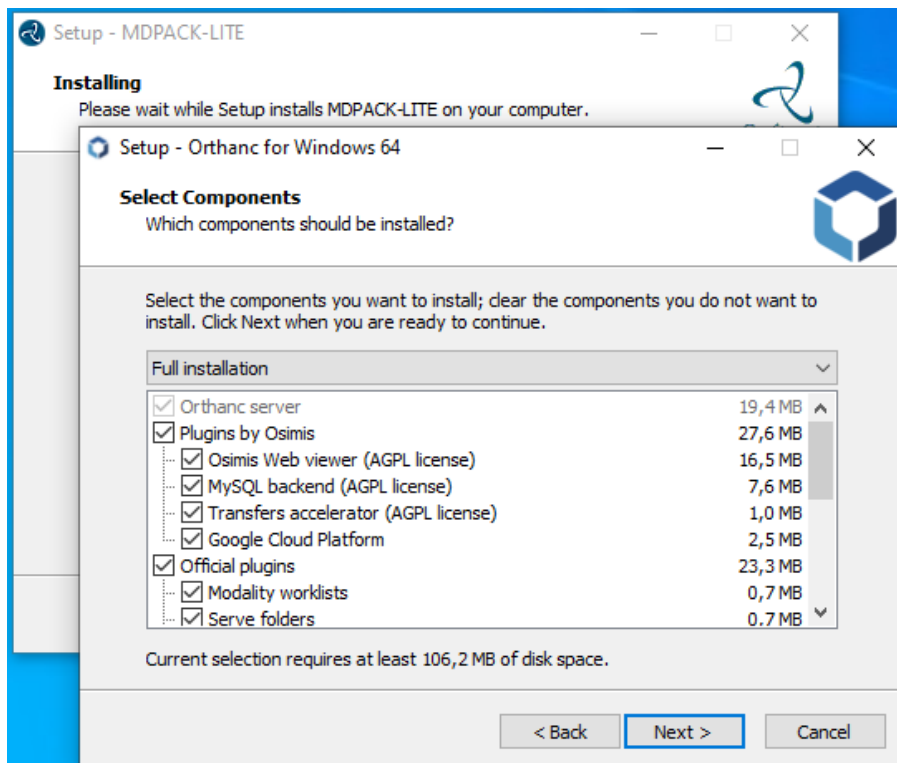 Setup - MDPACK-LITE
Installing
Please wait while Setup installs MDPACK-LITE on your computer.
Setup - Orthanc for Windows 64
Select Components
Which components should be installed?
Select the components you want to install; clear the components you do not want to
install. Click Next when you are ready to continue.
Full installation
Orthanc server 19,4 MB
Plugins by Osimis 27,6 MB
Osimis Web viewer (AGPL license) 16,5 MB
MySQL backend (AGPL license) 7,6 MB
Transfers accelerator (AGPL license) 1,0 MB
Google Cloud Platform 2,5 MB
Official plugins 23,3 MB
Modality worklists 0,7 MB
Serve folders 0,7 MB
Current selection requires at least 106,2 MB of disk space.
< Back Next > Cancel